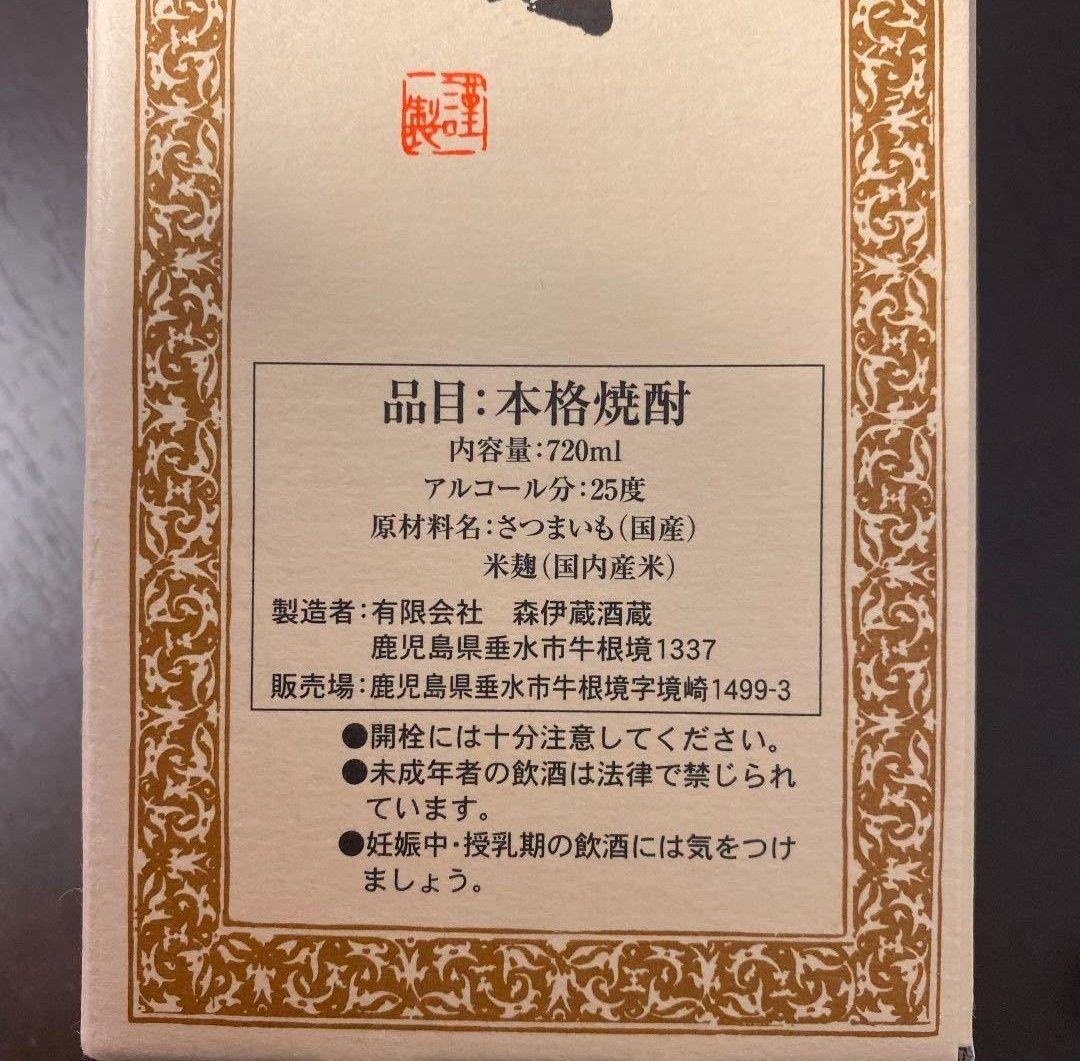 謹製
品目：本格焼酎
内容量：720ml
アルコール分：25度
原材料名：さつまいも（国産）
米麹（国内産米）
製造者：有限会社　森伊蔵酒蔵
鹿児島県垂水市牛根境1337
販売場：鹿児島県垂水市牛根境字境崎1499-3
●開栓には十分注意してください。
●未成年者の飲酒は法律で禁じられ
ています。
●妊娠中・授乳期の飲酒には気をつけ
ましょう。